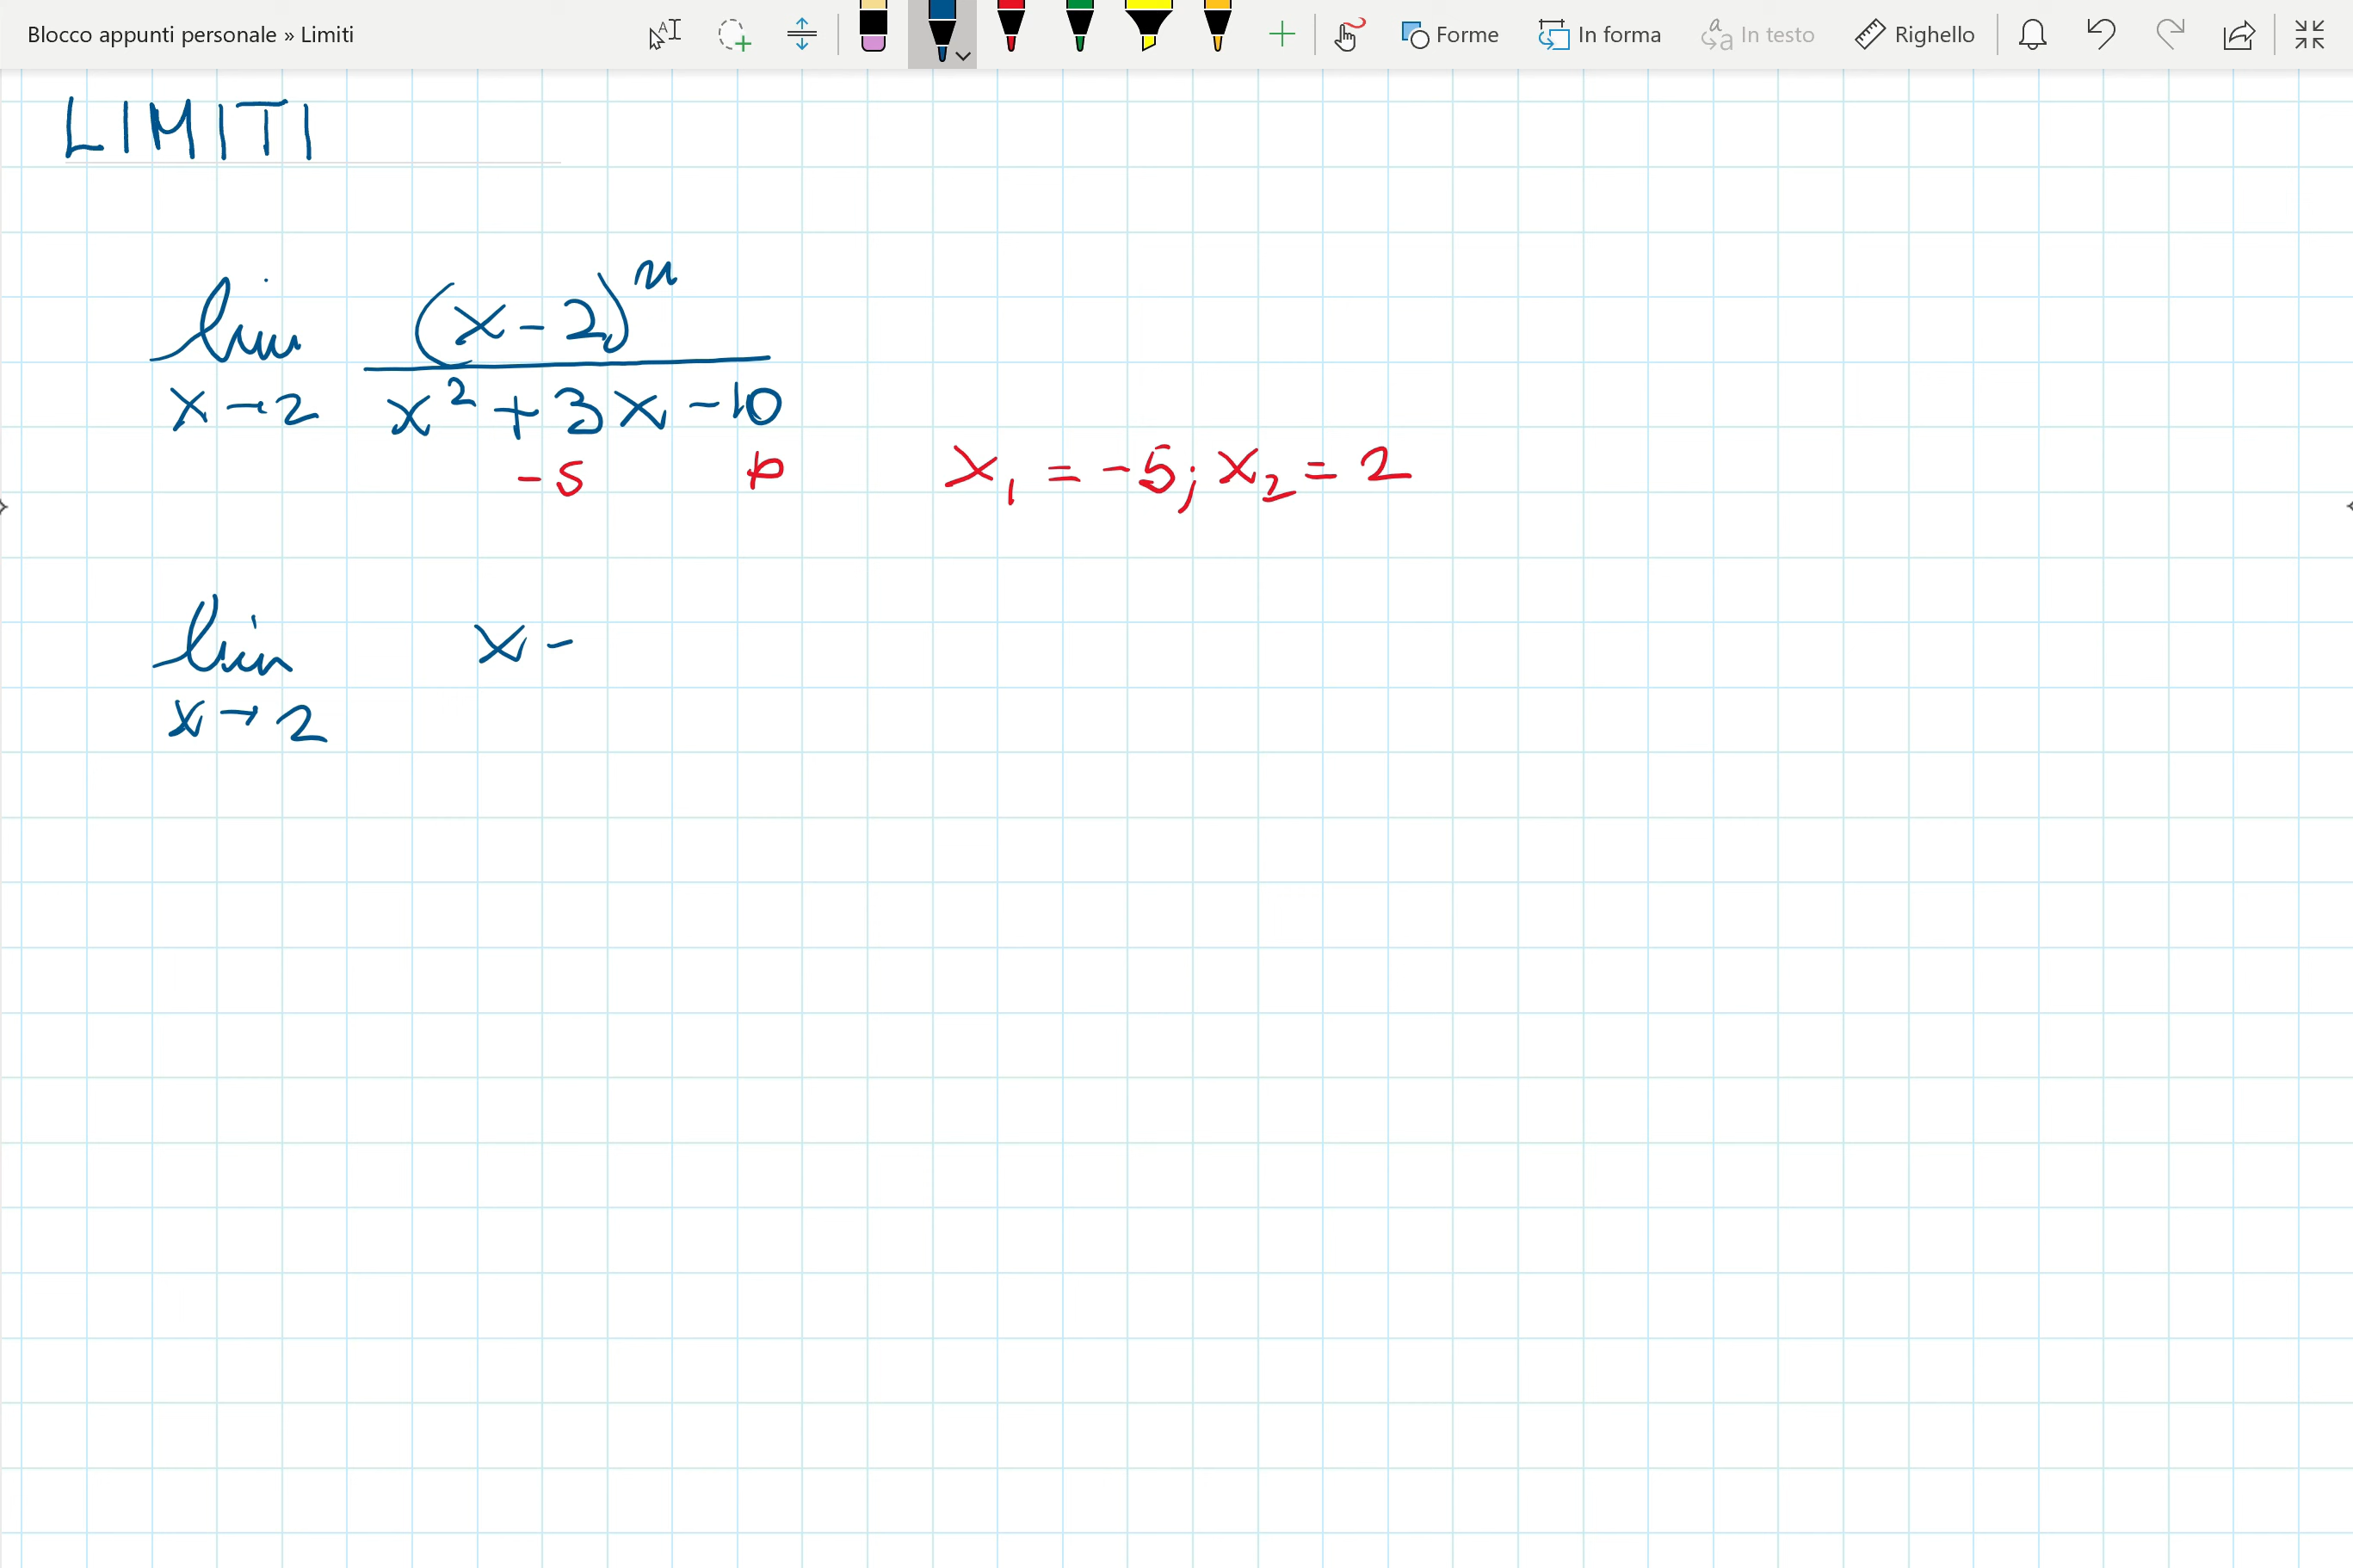 Blocco appunti personale » Limiti Forme In forma In testo Righello
LIMITI
lim (x-2)ⁿ
x→2 x²+3x-10
-5 x₁ = -5; x₂ = 2
lim x-
x→2